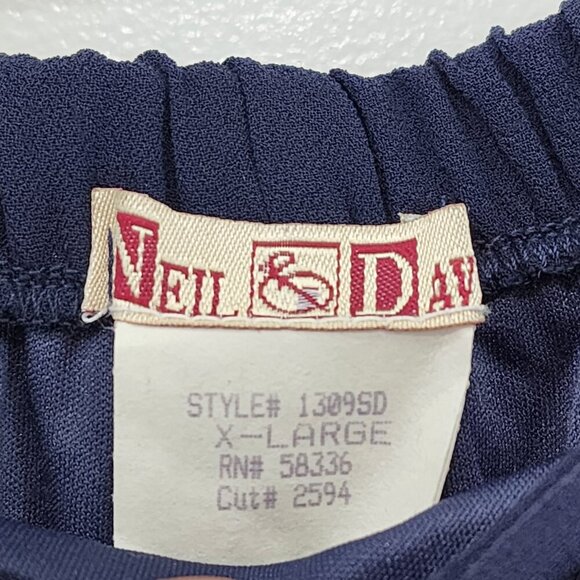 NEIL & DAV
STYLE# 1309SD
X-LARGE
RN# 58336
Cut# 2594